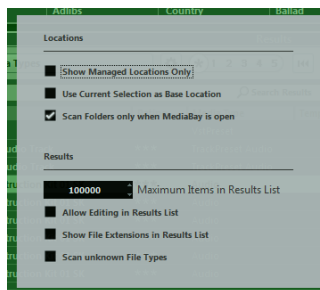 Adlibs Country Ballad
Locations
Show Managed Locations Only
Use Current Selection as Base Location
Scan Folders only when MediaBay is open
Results
100000 Maximum Items in Results List
Allow Editing in Results List
Show File Extensions in Results List
Scan unknown File Types